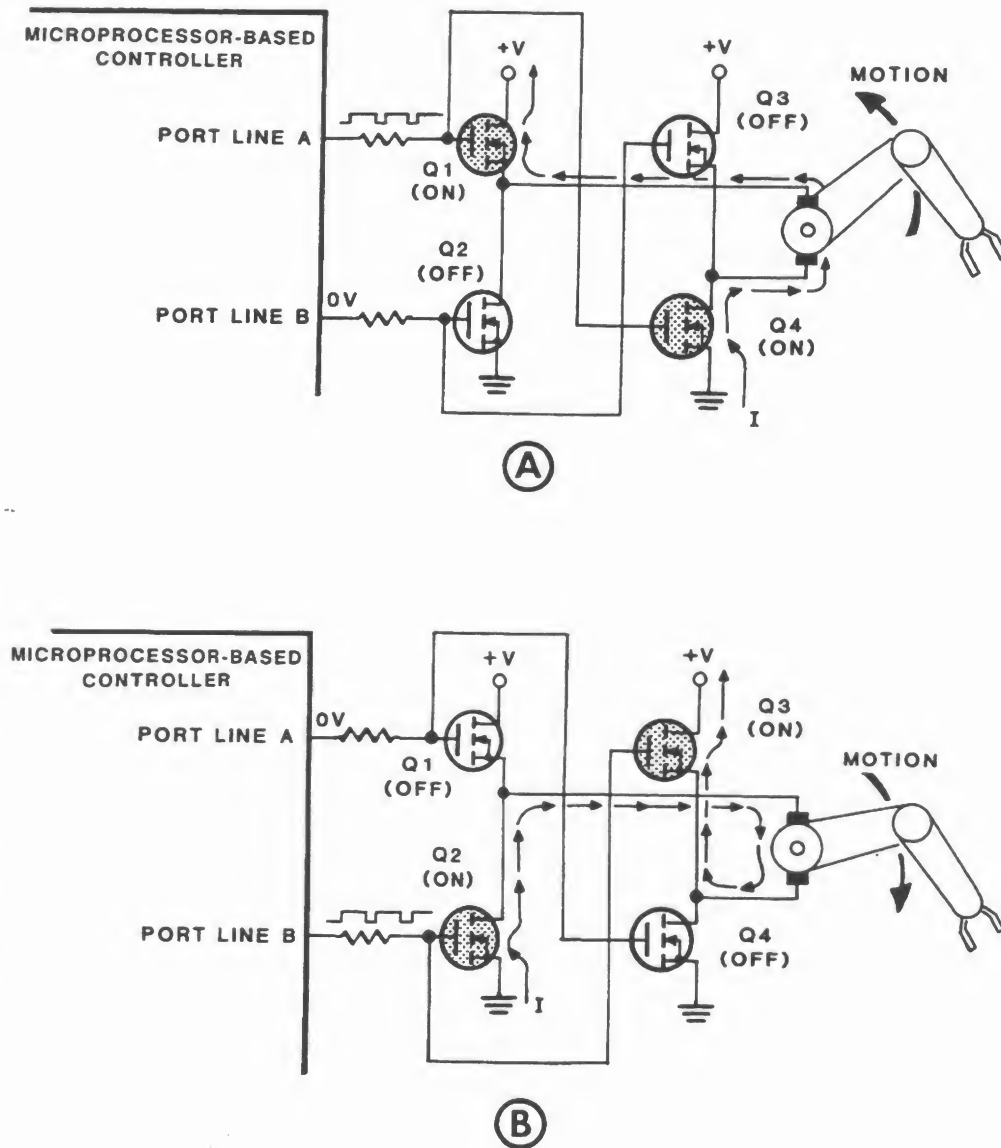 MICROPROCESSOR-BASED
CONTROLLER
+V
+V
MOTION
Q3
(OFF)
PORT LINE A
Q1
(ON)
Q2
(OFF)
PORT LINE B
0V
Q4
(ON)
I
A
MICROPROCESSOR-BASED
CONTROLLER
+V
+V
Q3
(ON)
PORT LINE A
0V
Q1
(OFF)
MOTION
Q2
(ON)
PORT LINE B
Q4
(OFF)
I
B